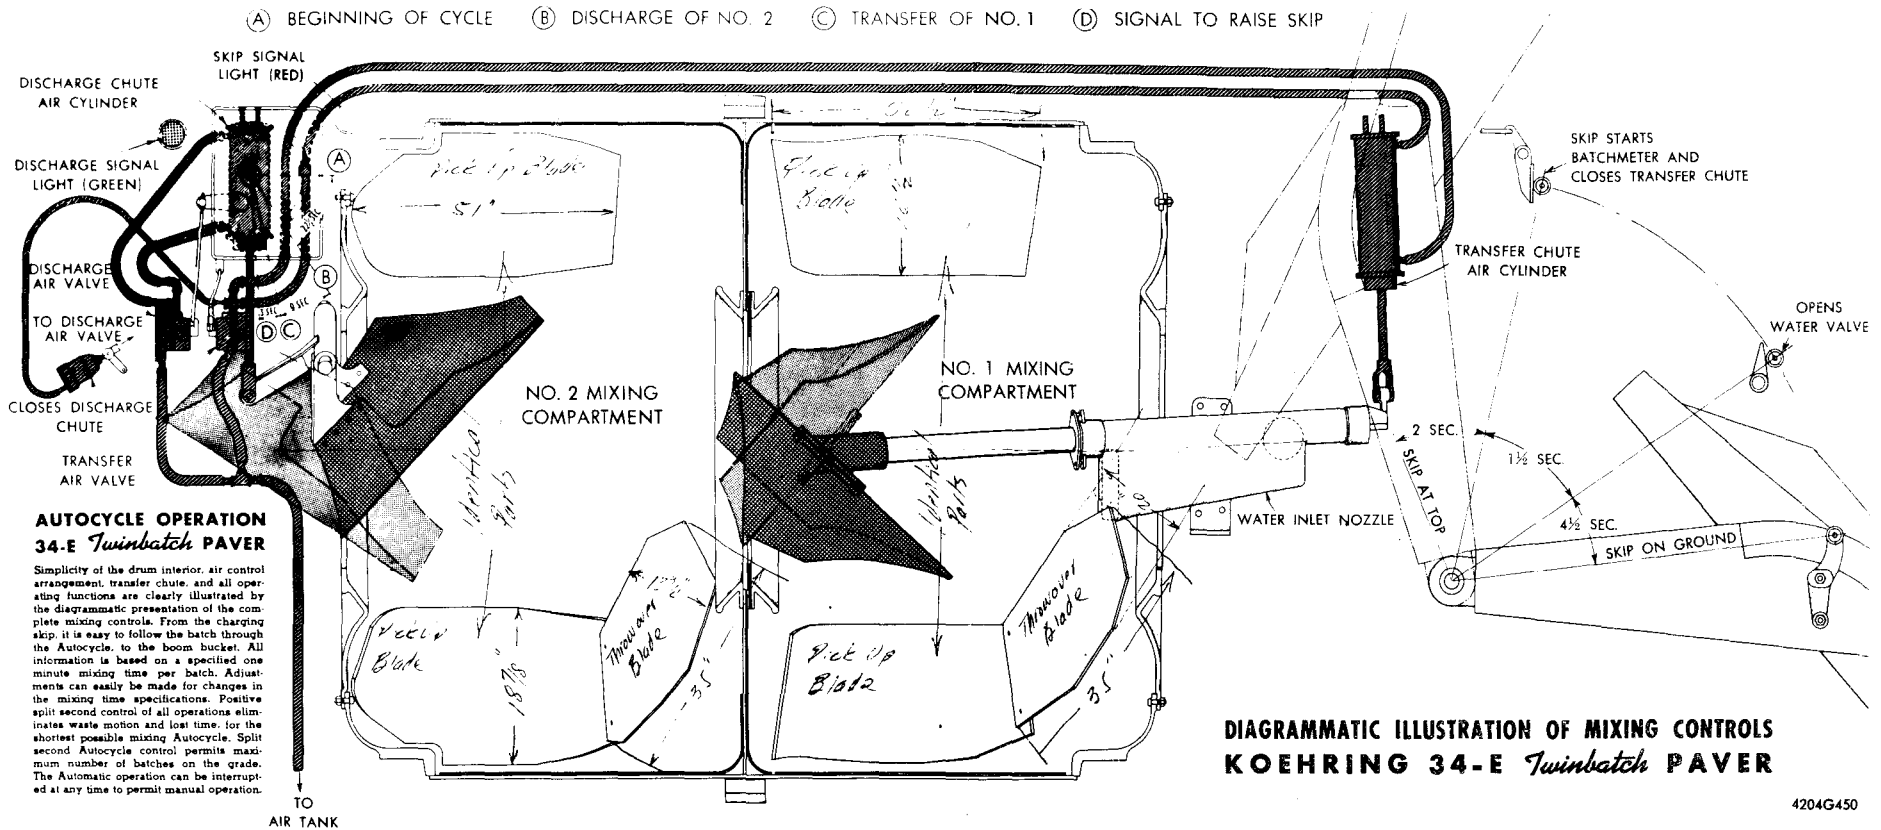 Ⓐ BEGINNING OF CYCLE Ⓑ DISCHARGE OF NO. 2 Ⓒ TRANSFER OF NO. 1 Ⓓ SIGNAL TO RAISE SKIP
SKIP SIGNAL
LIGHT (RED)
DISCHARGE CHUTE
AIR CYLINDER
DISCHARGE SIGNAL
LIGHT (GREEN)
DISCHARGE
AIR VALVE
TO DISCHARGE
AIR VALVE
CLOSES DISCHARGE
CHUTE
TRANSFER
AIR VALVE
A
B
D C
Pick Up Blade
51"
Pick Up
Blade
NO. 2 MIXING
COMPARTMENT
NO. 1 MIXING
COMPARTMENT
Identical
Parts
Identical
Parts
Pick Up
Blade
18 7/8"
Throwover
Blade
35"
Pick Up
Blade
Throwover
Blade
35"
WATER INLET NOZZLE
SKIP STARTS
BATCHMETER AND
CLOSES TRANSFER CHUTE
TRANSFER CHUTE
AIR CYLINDER
OPENS
WATER VALVE
2 SEC.
1½ SEC.
4½ SEC.
SKIP AT TOP
SKIP ON GROUND
AUTOCYCLE OPERATION
34-E Twinbatch PAVER
Simplicity of the drum interior, air control
arrangement, transfer chute, and all oper-
ating functions are clearly illustrated by
the diagrammatic presentation of the com-
plete mixing controls. From the charging
skip, it is easy to follow the batch through
the Autocycle, to the boom bucket. All
information is based on a specified one
minute mixing time per batch. Adjust-
ments can easily be made for changes in
the mixing time specifications. Positive
split second control of all operations elim-
inates waste motion and lost time, for the
shortest possible mixing Autocycle. Split
second Autocycle control permits maxi-
mum number of batches on the grade.
The Automatic operation can be interrupt-
ed at any time to permit manual operation.
TO
AIR TANK
DIAGRAMMATIC ILLUSTRATION OF MIXING CONTROLS
KOEHRING 34-E Twinbatch PAVER
4204G450